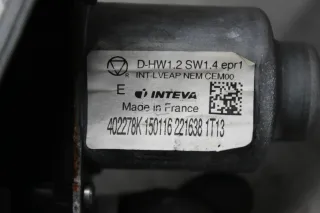 D-HW1.2 SW1.4 epr1
INT-LVEAP NEM CEM00
E INTEVA
Made in France
402278K 150116 221638 1T13